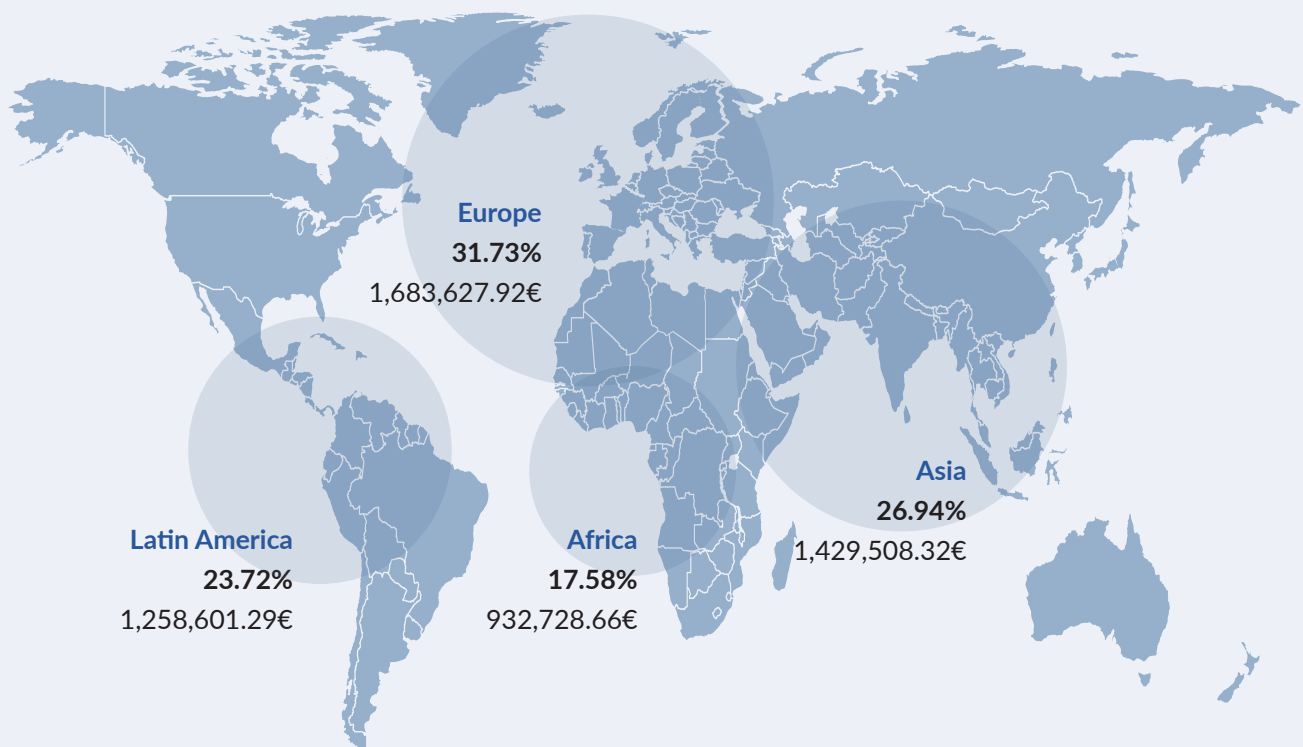 Europe
31.73%
1,683,627.92€
Latin America
23.72%
1,258,601.29€
Africa
17.58%
932,728.66€
Asia
26.94%
1,429,508.32€